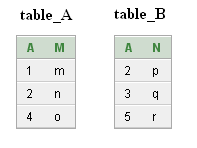 table_A table_B
A M A N
1 m 2 p
2 n 3 q
4 o 5 r